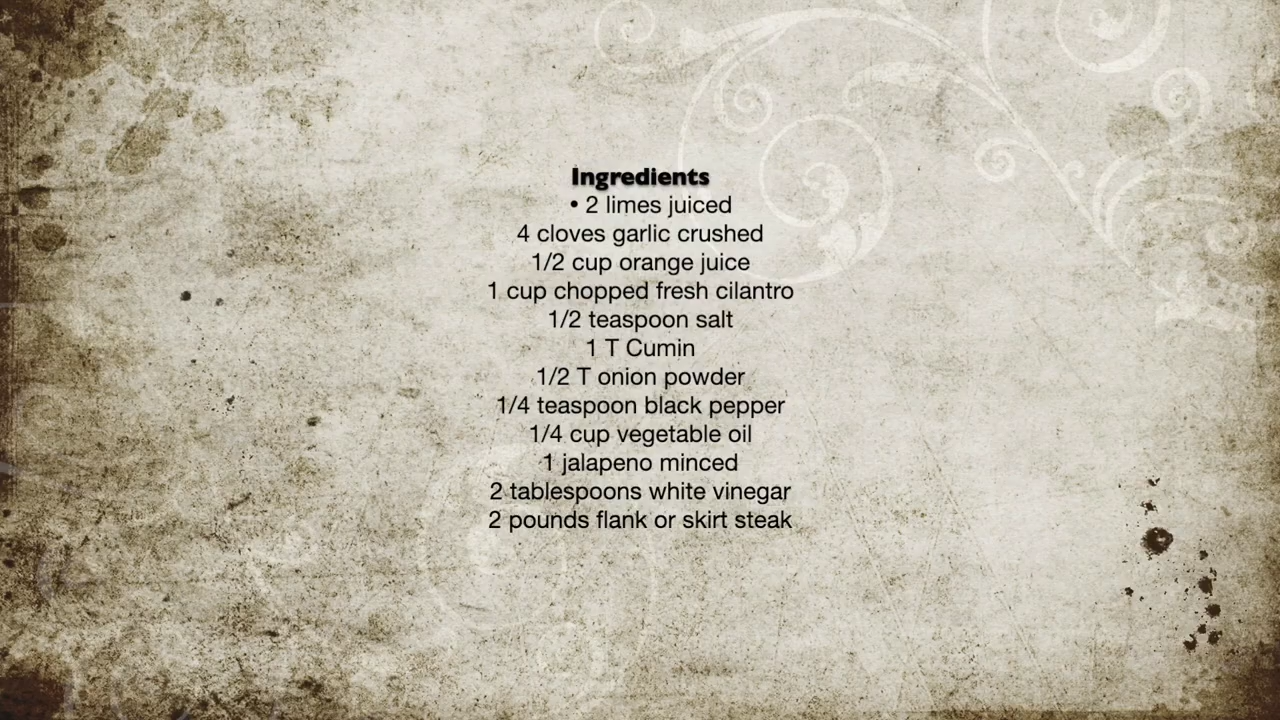 Ingredients
• 2 limes juiced
4 cloves garlic crushed
1/2 cup orange juice
1 cup chopped fresh cilantro
1/2 teaspoon salt
1 T Cumin
1/2 T onion powder
1/4 teaspoon black pepper
1/4 cup vegetable oil
1 jalapeno minced
2 tablespoons white vinegar
2 pounds flank or skirt steak